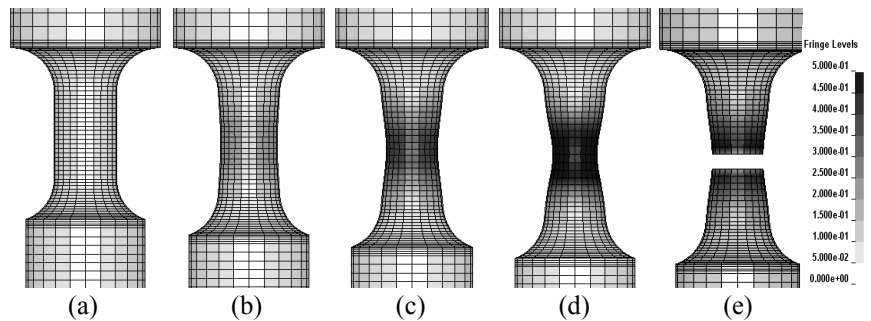 Fringe Levels
5.000e-01
4.500e-01
4.000e-01
3.500e-01
3.000e-01
2.500e-01
2.000e-01
1.500e-01
1.000e-01
5.000e-02
0.000e+00
(a) (b) (c) (d) (e)